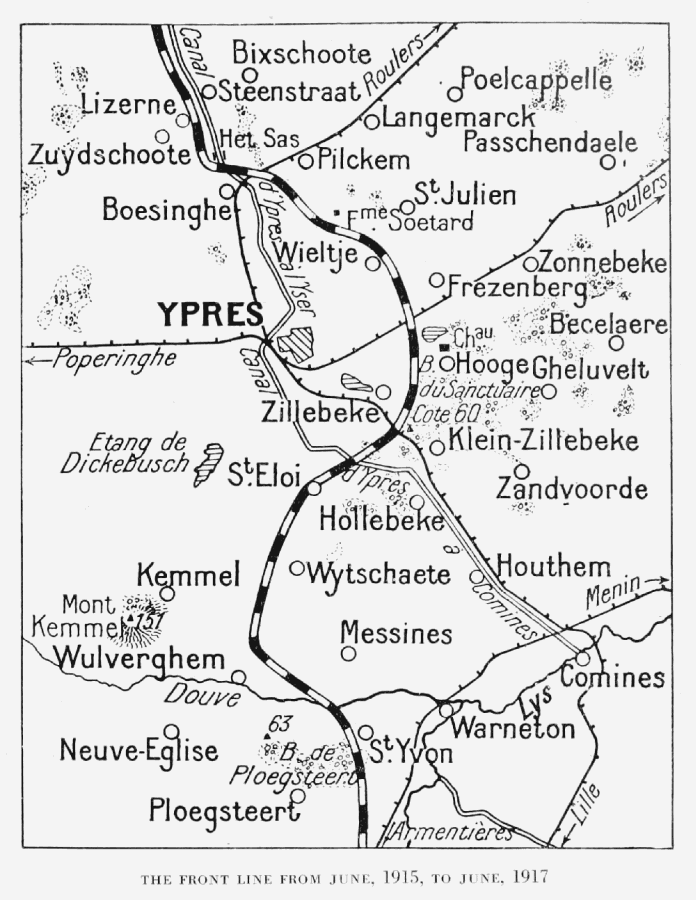 Canal
Bixschoote
Roulers
Steenstraat
Poelcappelle
Lizerne
Langemarck
Het Sas
Passchendaele
Zuydschoote
Pilckem
d'Ypres à l'Yser
St. Julien
Roulers
Boesinghe
Fme. Soetard
Wieltje
Zonnebeke
Frezenberg
YPRES
Becelaere
Chau
Poperinghe
Canal
B. du Sanctuaire
Hooge
Gheluvelt
Zillebeke
Cote 60
Etang de
Dickebusch
Klein-Zillebeke
St. Eloi
d'Ypres
Zandvoorde
Hollebeke
à
Kemmel
Wytschaete
Houthem
Menin
Comines
Mont
Kemmel 151
Messines
Wulverghem
Comines
Douve
Lys
63
Warneton
Neuve-Eglise
B. de
Ploegsteert
St. Yvon
Ploegsteert
Lille
Armentières
THE FRONT LINE FROM JUNE, 1915, TO JUNE, 1917